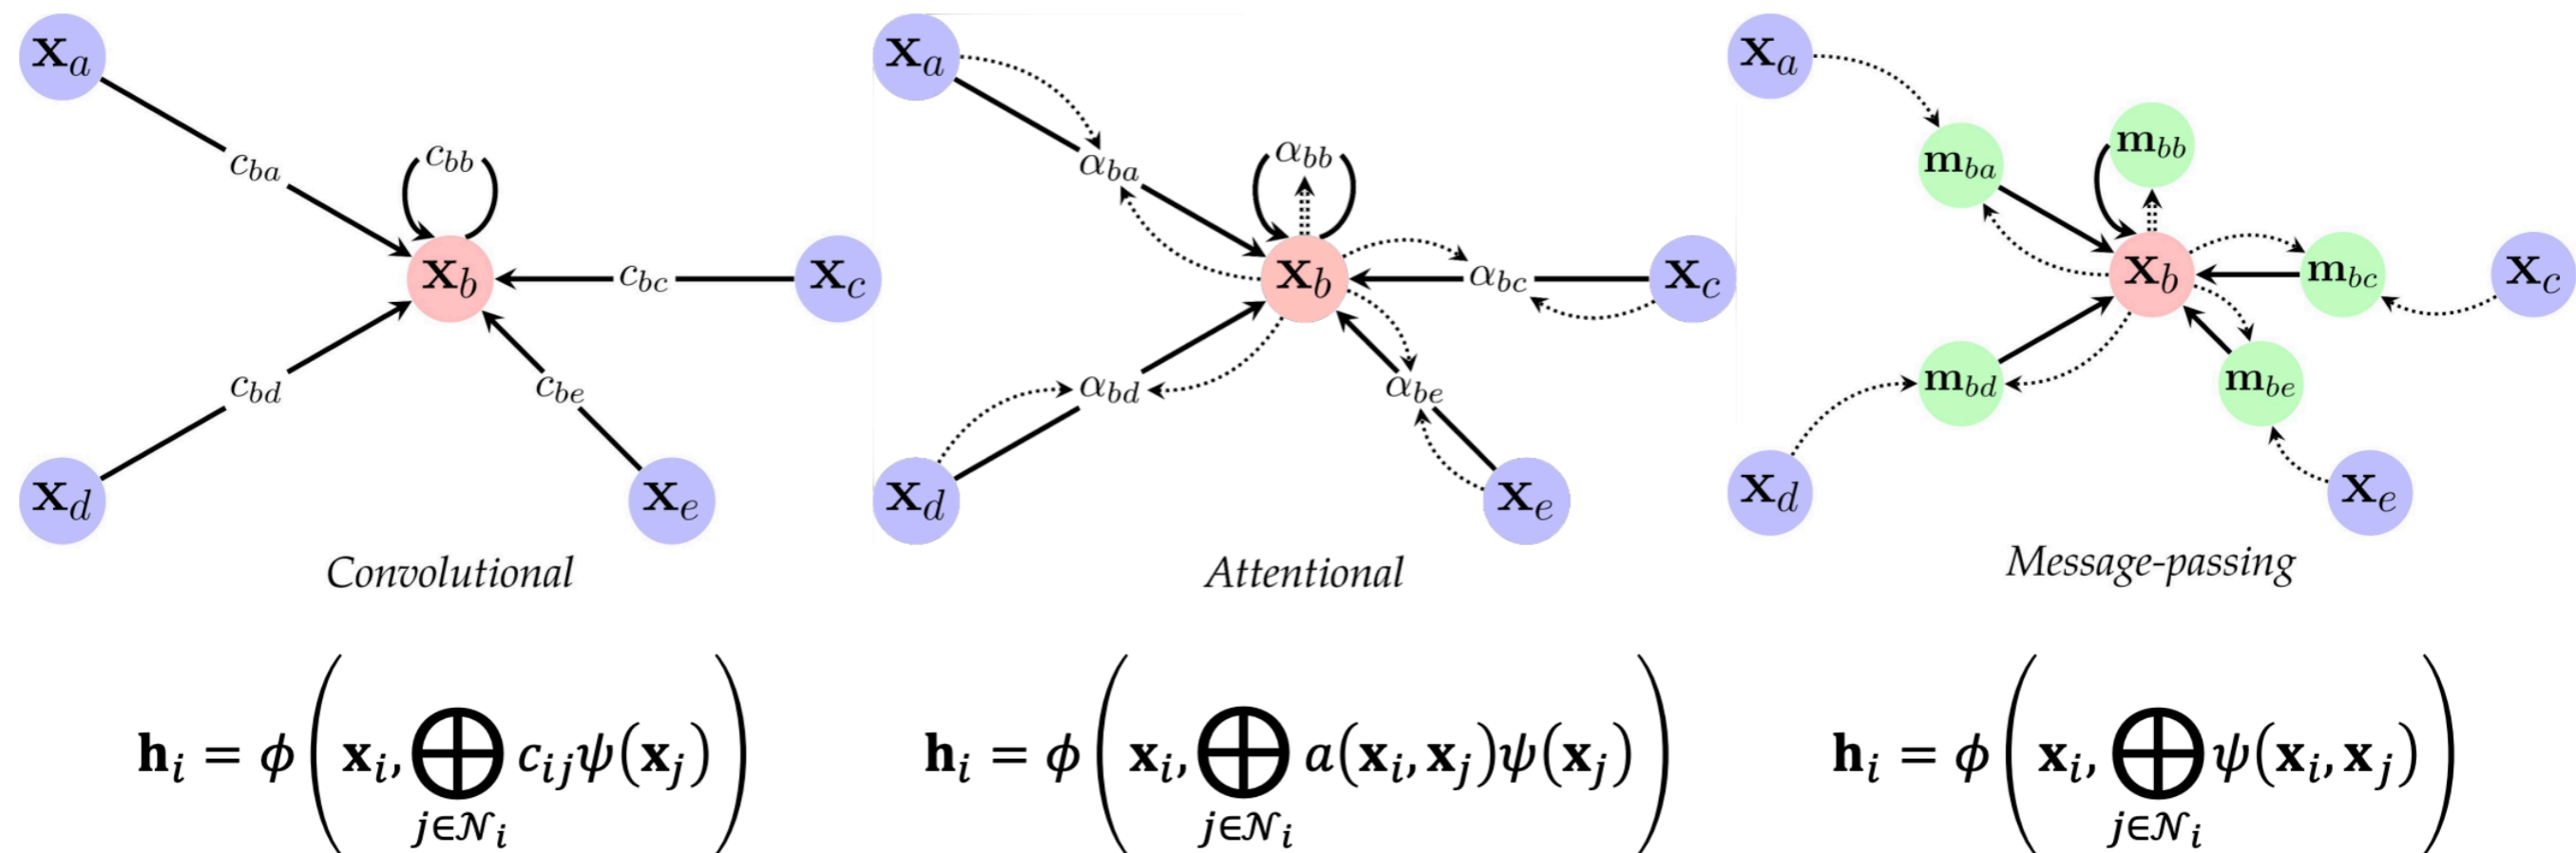 x_a x_a x_a
c_ba c_bb α_ba α_bb m_ba m_bb
x_b c_bc x_c x_b α_bc x_c x_b m_bc x_c
c_bd c_be α_bd α_be m_bd m_be
x_d x_e x_d x_e x_d x_e
Convolutional Attentional Message-passing
h_i = ϕ(x_i, ⨁_{j∈𝒩_i} c_ijψ(x_j))
h_i = ϕ(x_i, ⨁_{j∈𝒩_i} a(x_i, x_j)ψ(x_j))
h_i = ϕ(x_i, ⨁_{j∈𝒩_i} ψ(x_i, x_j))